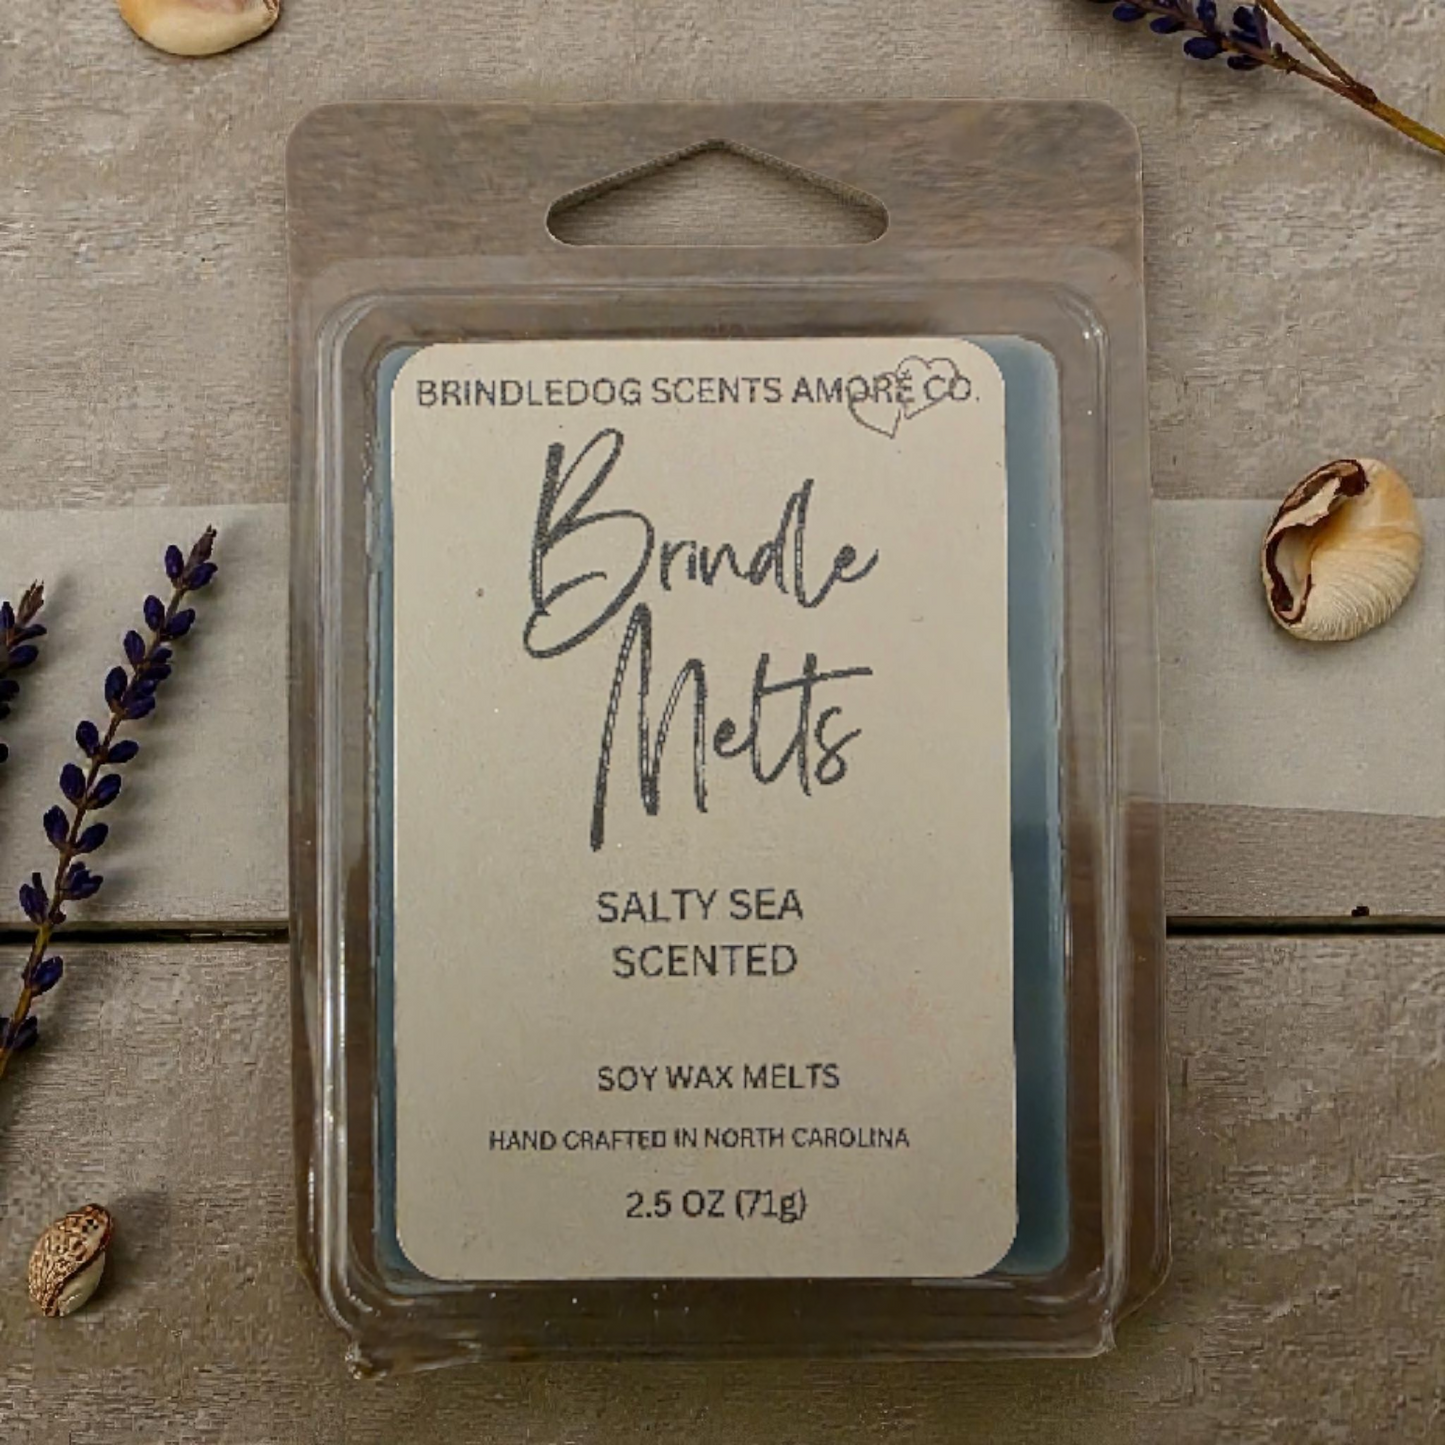 BRINDLEDOG SCENTS AMORE CO.
Brindle
Melts
SALTY SEA
SCENTED
SOY WAX MELTS
HAND CRAFTED IN NORTH CAROLINA
2.5 OZ (71g)